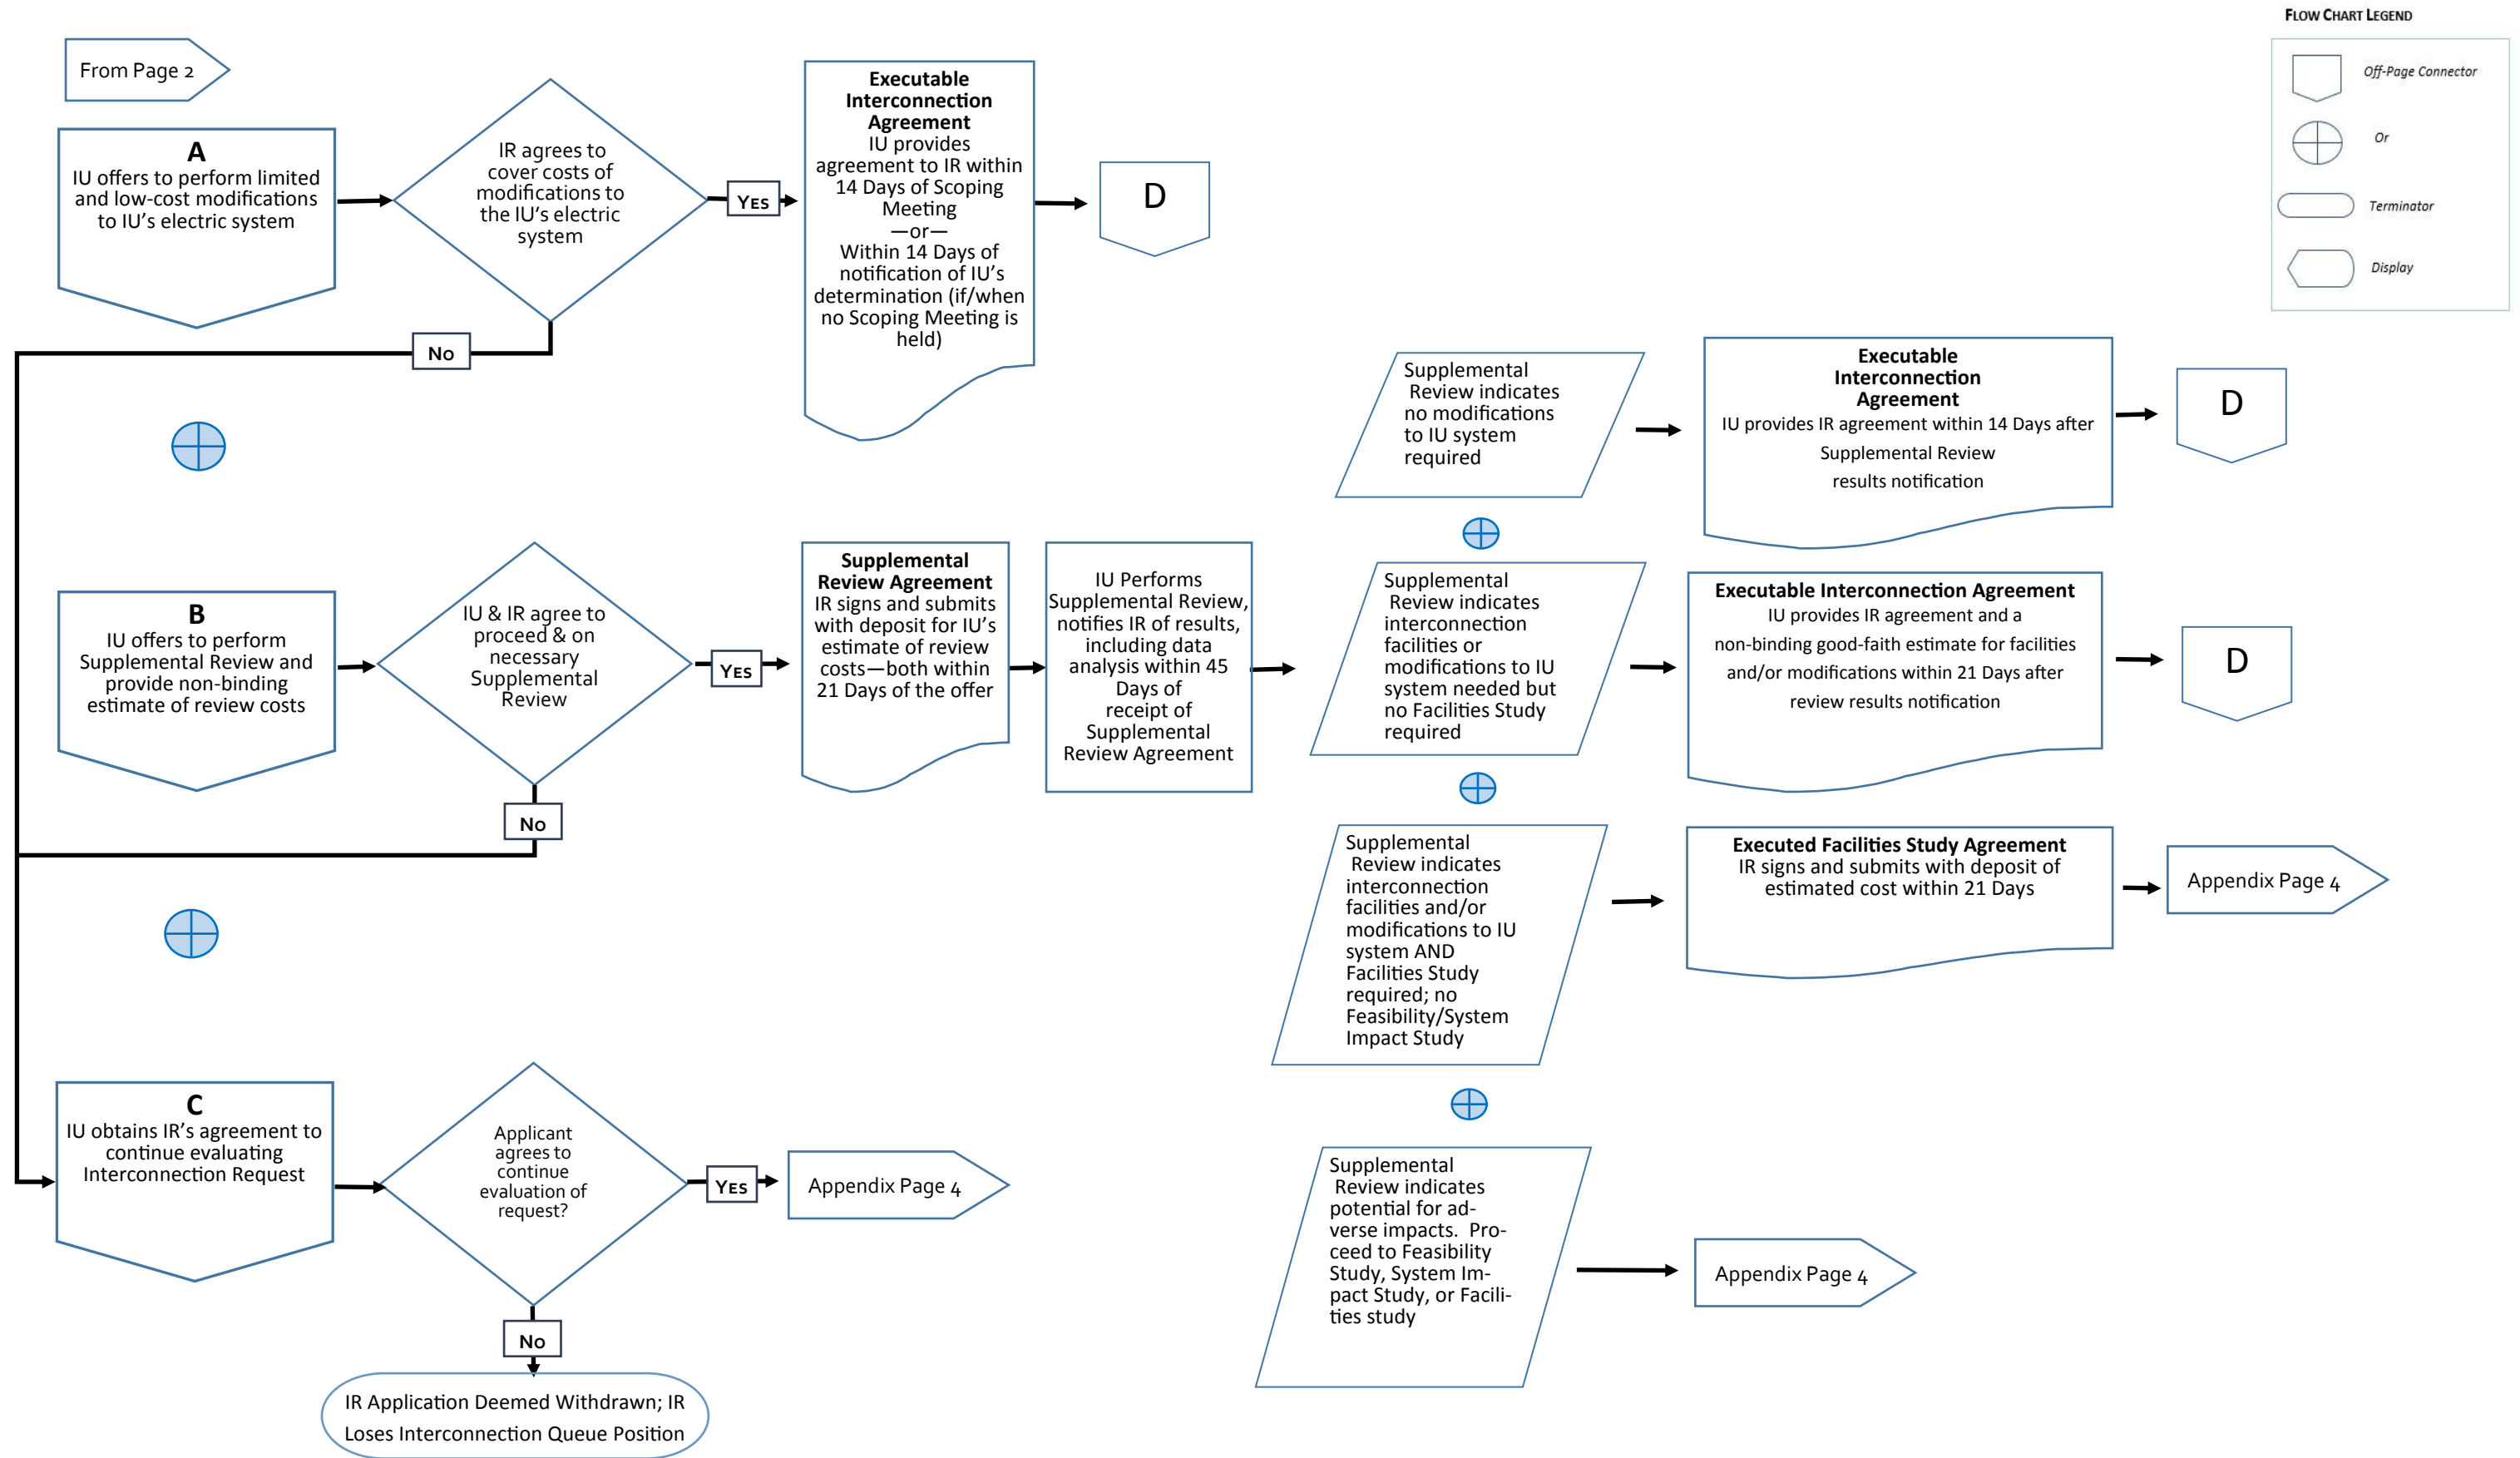 FLOW CHART LEGEND
Off-Page Connector
Or
Terminator
Display
From Page 2
A
IU offers to perform limited
and low-cost modifications
to IU's electric system
IR agrees to
cover costs of
modifications to
the IU's electric
system
YES
No
Executable
Interconnection
Agreement
IU provides
agreement to IR within
14 Days of Scoping
Meeting
—or—
Within 14 Days of
notification of IU's
determination (if/when
no Scoping Meeting is
held)
D
B
IU offers to perform
Supplemental Review and
provide non-binding
estimate of review costs
IU & IR agree to
proceed & on
necessary
Supplemental
Review
YES
No
Supplemental
Review Agreement
IR signs and submits
with deposit for IU's
estimate of review
costs—both within
21 Days of the offer
IU Performs
Supplemental Review,
notifies IR of results,
including data
analysis within 45
Days of
receipt of
Supplemental
Review Agreement
Supplemental
Review indicates
no modifications
to IU system
required
Executable
Interconnection
Agreement
IU provides IR agreement within 14 Days after
Supplemental Review
results notification
D
Supplemental
Review indicates
interconnection
facilities or
modifications to IU
system needed but
no Facilities Study
required
Executable Interconnection Agreement
IU provides IR agreement and a
non-binding good-faith estimate for facilities
and/or modifications within 21 Days after
review results notification
D
Supplemental
Review indicates
interconnection
facilities and/or
modifications to IU
system AND
Facilities Study
required; no
Feasibility/System
Impact Study
Executed Facilities Study Agreement
IR signs and submits with deposit of
estimated cost within 21 Days
Appendix Page 4
Supplemental
Review indicates
potential for ad-
verse impacts.  Pro-
ceed to Feasibility
Study, System Im-
pact Study, or Facili-
ties study
Appendix Page 4
C
IU obtains IR's agreement to
continue evaluating
Interconnection Request
Applicant
agrees to
continue
evaluation of
request?
YES
Appendix Page 4
No
IR Application Deemed Withdrawn; IR
Loses Interconnection Queue Position